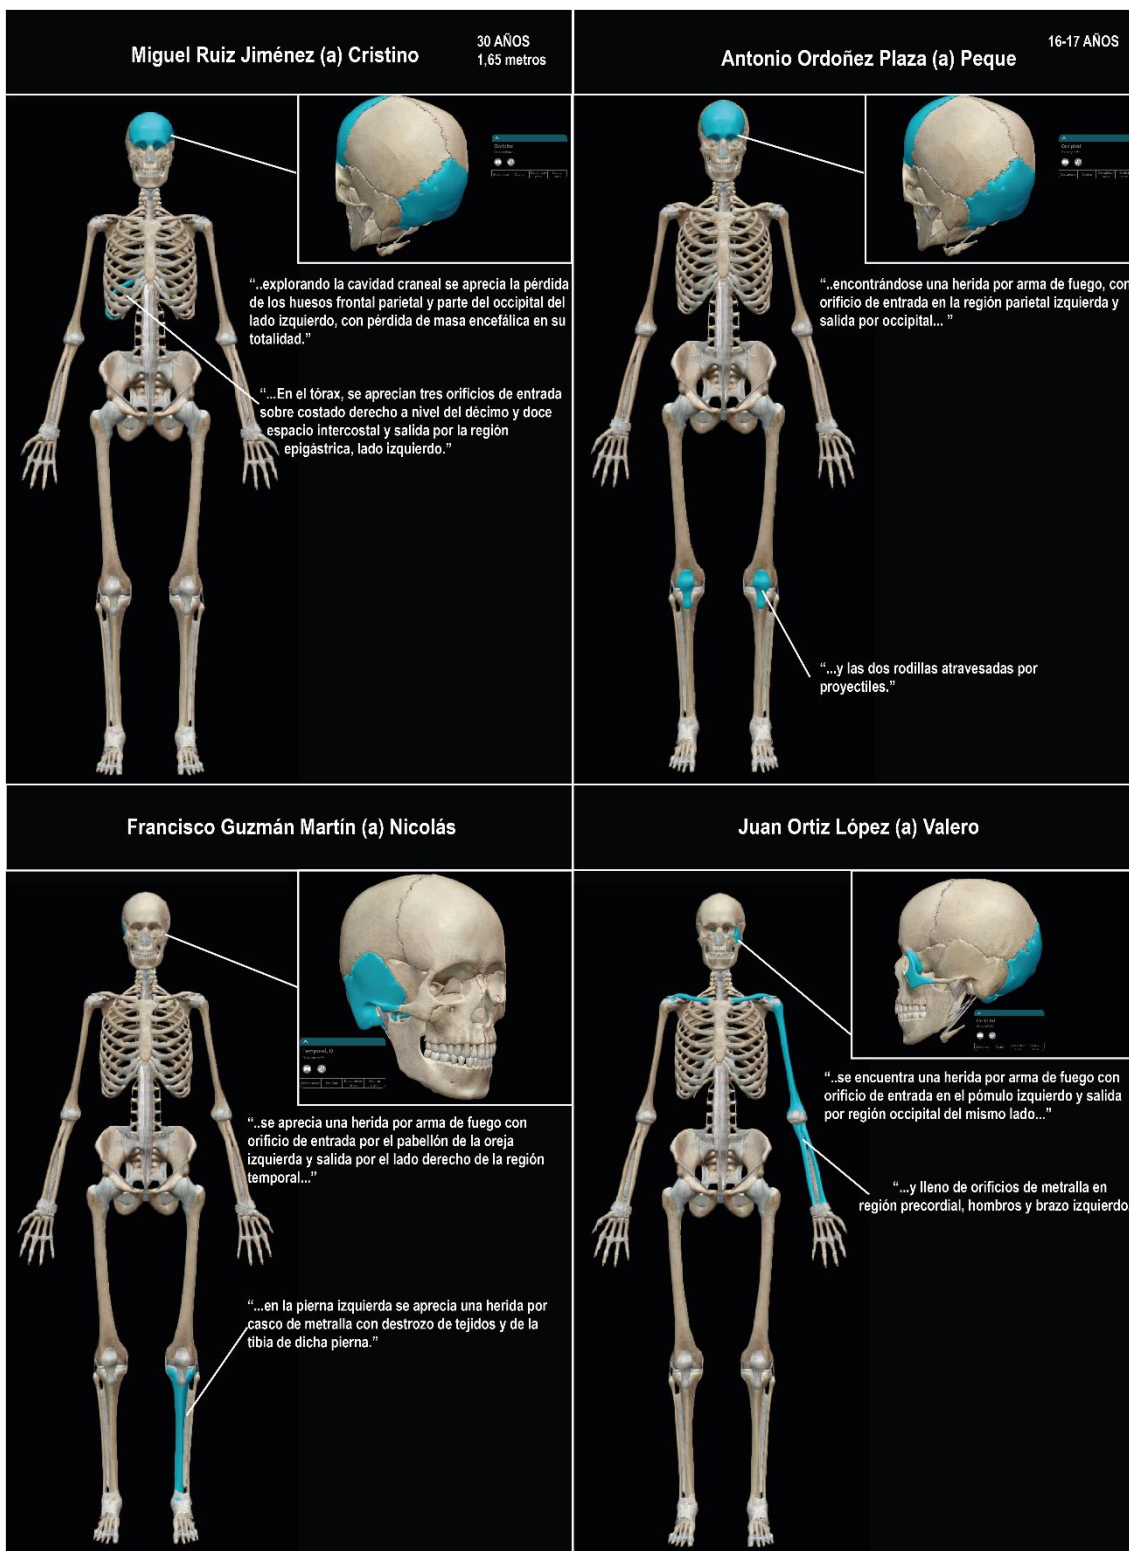 Miguel Ruiz Jiménez (a) Cristino
30 AÑOS
1,65 metros
“..explorando la cavidad craneal se aprecia la pérdida
de los huesos frontal parietal y parte del occipital del
lado izquierdo, con pérdida de masa encefálica en su
totalidad.”
“...En el tórax, se aprecian tres orificios de entrada
sobre costado derecho a nivel del décimo y doce
espacio intercostal y salida por la región
epigástrica, lado izquierdo.”
Antonio Ordoñez Plaza (a) Peque
16-17 AÑOS
Occipital
“..encontrándose una herida por arma de fuego, con
orificio de entrada en la región parietal izquierda y
salida por occipital... ”
“...y las dos rodillas atravesadas por
proyectiles.”
Francisco Guzmán Martín (a) Nicolás
Temporal, D
“..se aprecia una herida por arma de fuego con
orificio de entrada por el pabellón de la oreja
izquierda y salida por el lado derecho de la región
temporal...”
“...en la pierna izquierda se aprecia una herida por
casco de metralla con destrozo de tejidos y de la
tibia de dicha pierna.”
Juan Ortiz López (a) Valero
“..se encuentra una herida por arma de fuego con
orificio de entrada en el pómulo izquierdo y salida
por región occipital del mismo lado...”
“...y lleno de orificios de metralla en
región precordial, hombros y brazo izquierdo.